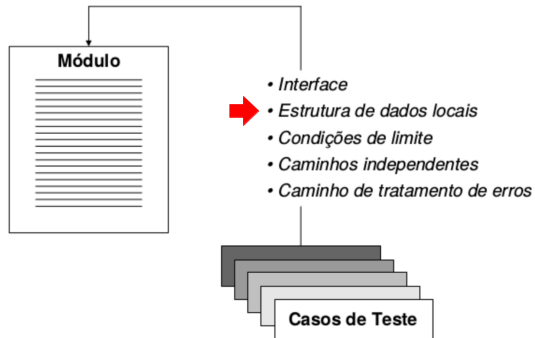 Módulo
• Interface
• Estrutura de dados locais
• Condições de limite
• Caminhos independentes
• Caminho de tratamento de erros
Casos de Teste